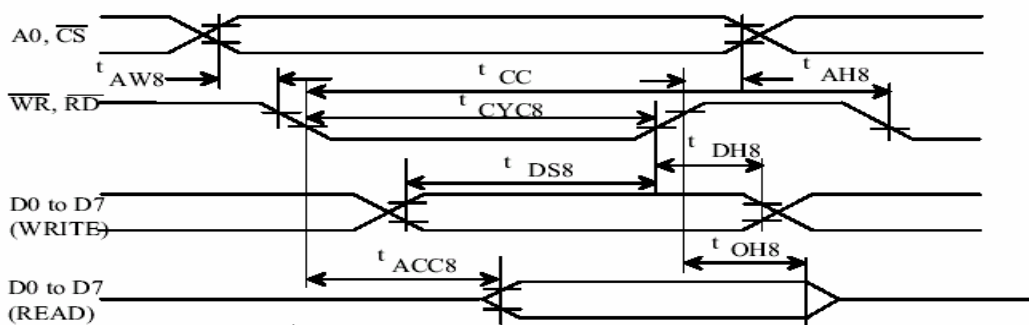 A0, CS
t AW8
t CC
t AH8
WR, RD
t CYC8
t DS8
t DH8
D0 to D7
(WRITE)
t ACC8
t OH8
D0 to D7
(READ)